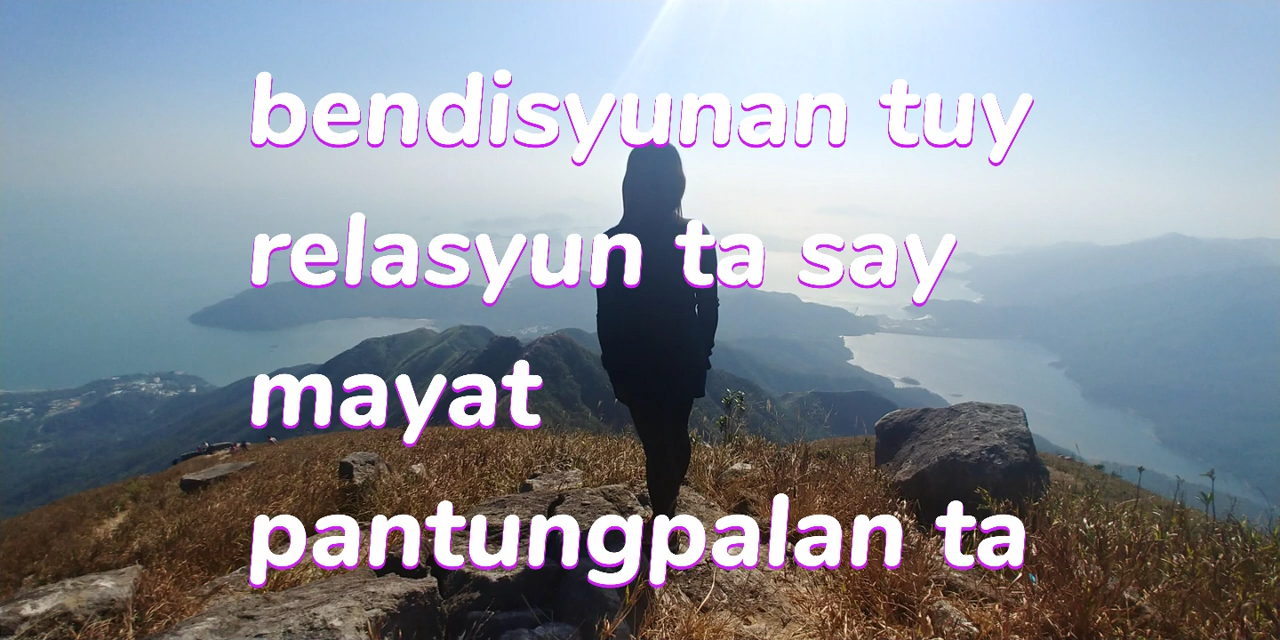 bendisyunan tuy
relasyun ta say
mayat
pantungpalan ta